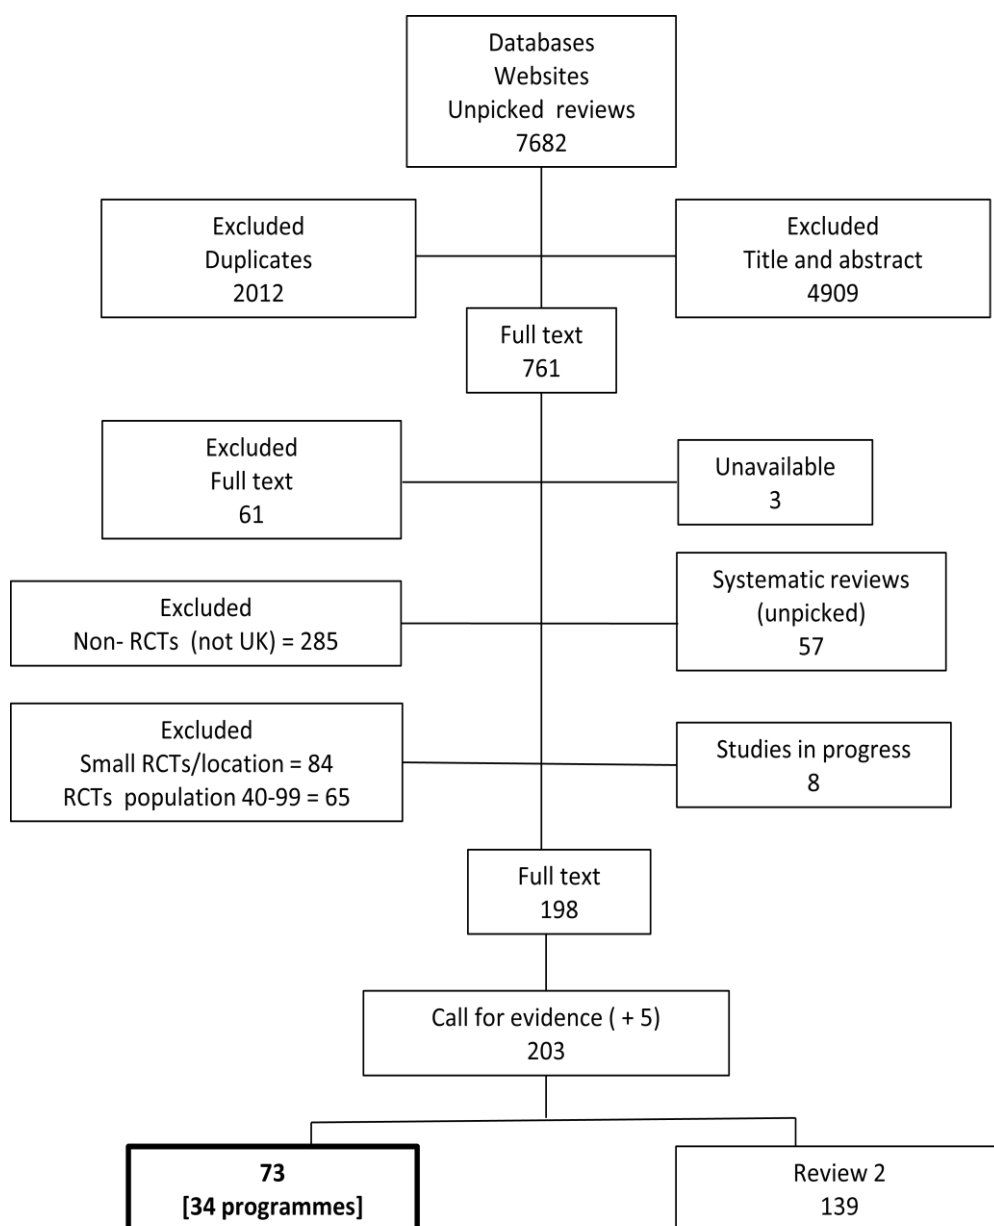 Databases
Websites
Unpicked reviews
7682
Excluded
Duplicates
2012
Excluded
Title and abstract
4909
Full text
761
Excluded
Full text
61
Unavailable
3
Excluded
Non- RCTs (not UK) = 285
Systematic reviews
(unpicked)
57
Excluded
Small RCTs/location = 84
RCTs population 40-99 = 65
Studies in progress
8
Full text
198
Call for evidence ( + 5)
203
73
[34 programmes]
Review 2
139